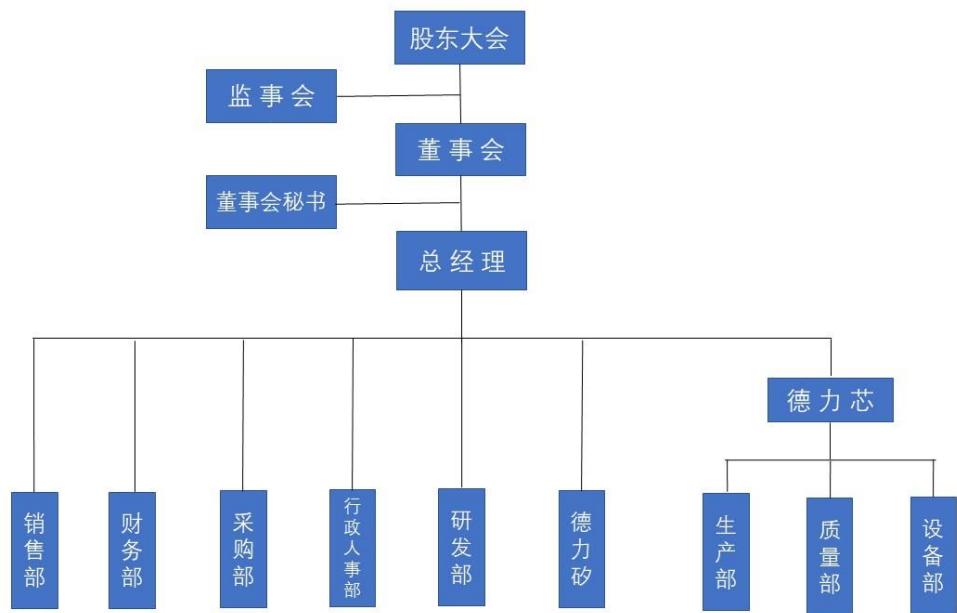 股东大会
监事会
董事会
董事会秘书
总经理
德力芯
销售部
财务部
采购部
行政人事部
研发部
德力矽
生产部
质量部
设备部